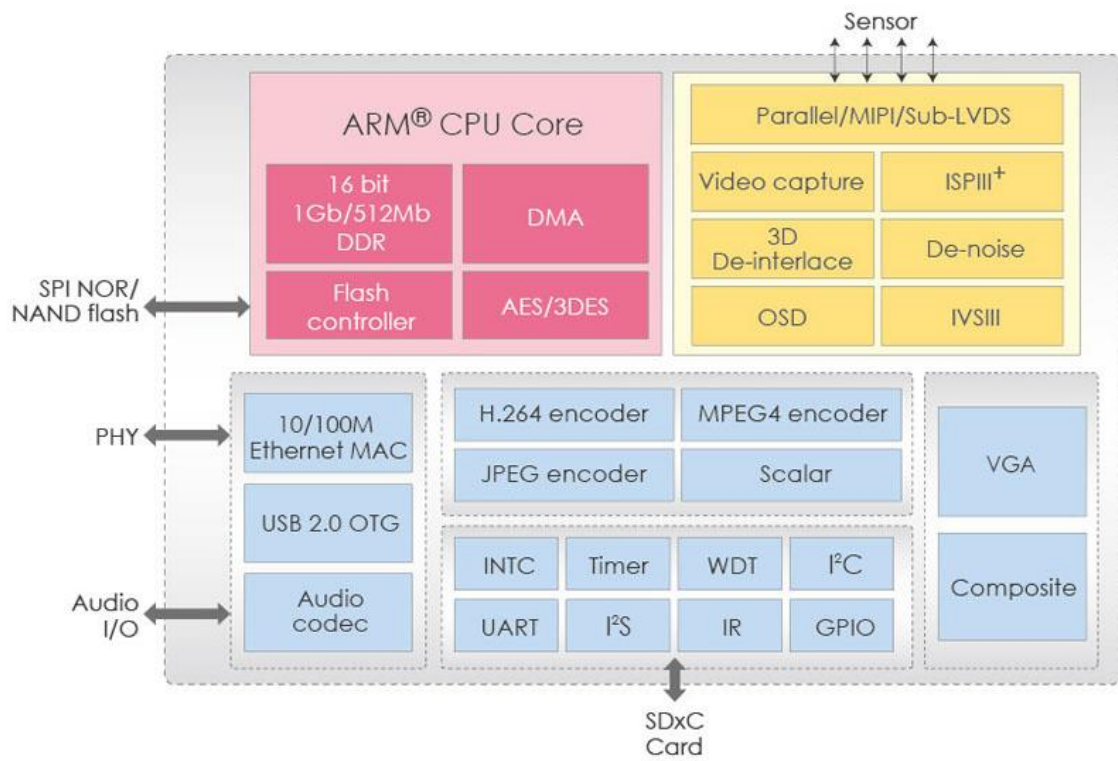 Sensor
ARM® CPU Core
16 bit
1Gb/512Mb
DDR
DMA
Flash
controller
AES/3DES
Parallel/MIPI/Sub-LVDS
Video capture
ISPIII⁺
3D
De-interlace
De-noise
OSD
IVSIII
SPI NOR/
NAND flash
PHY
Audio
I/O
10/100M
Ethernet MAC
USB 2.0 OTG
Audio
codec
H.264 encoder
MPEG4 encoder
JPEG encoder
Scalar
INTC
Timer
WDT
I²C
UART
I²S
IR
GPIO
VGA
Composite
SDxC
Card